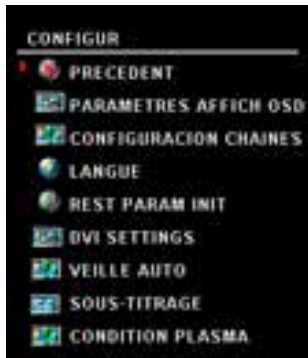 CONFIGUR
PRECEDENT
PARAMETRES AFFICH OSD
CONFIGURACION CHAINES
LANGUE
REST PARAM INIT
DVI SETTINGS
VEILLE AUTO
SOUS-TITRAGE
CONDITION PLASMA